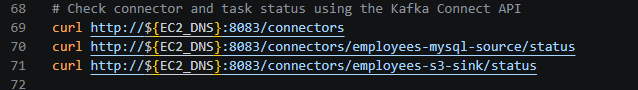 68 # Check connector and task status using the Kafka Connect API
69 curl http://${EC2_DNS}:8083/connectors
70 curl http://${EC2_DNS}:8083/connectors/employees-mysql-source/status
71 curl http://${EC2_DNS}:8083/connectors/employees-s3-sink/status
72